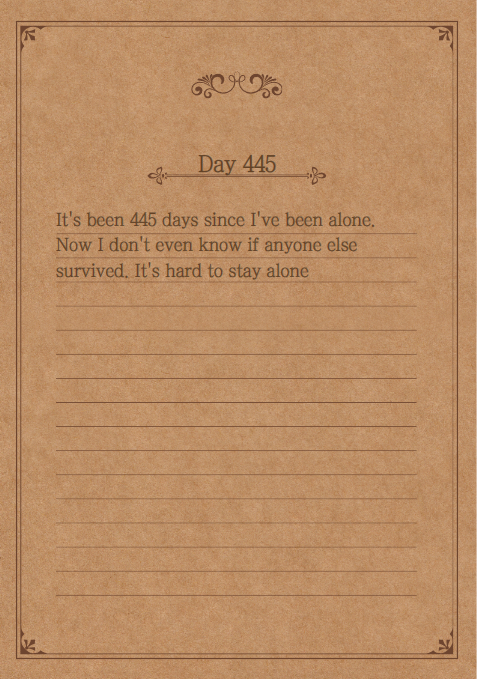 Day 445
It's been 445 days since I've been alone.
Now I don't even know if anyone else
survived. It's hard to stay alone